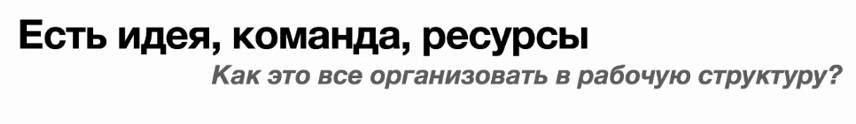 Есть идея, команда, ресурсы
Как это все организовать в рабочую структуру?